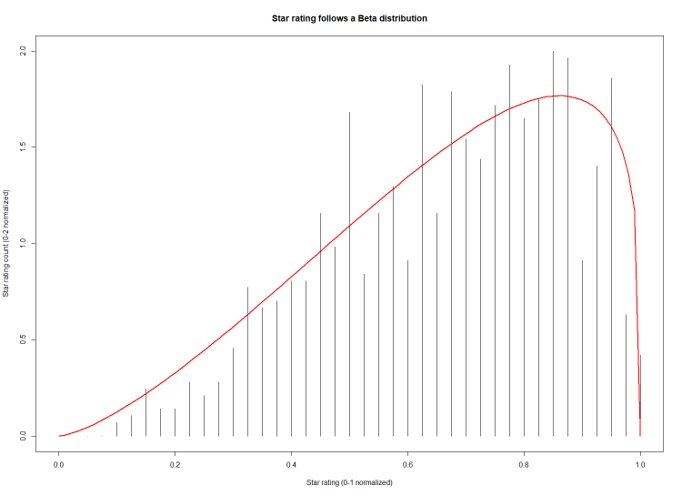 Star rating follows a Beta distribution
2.0
1.5
1.0
0.5
0.0
Star rating count (0-2 normalized)
0.0 0.2 0.4 0.6 0.8 1.0
Star rating (0-1 normalized)